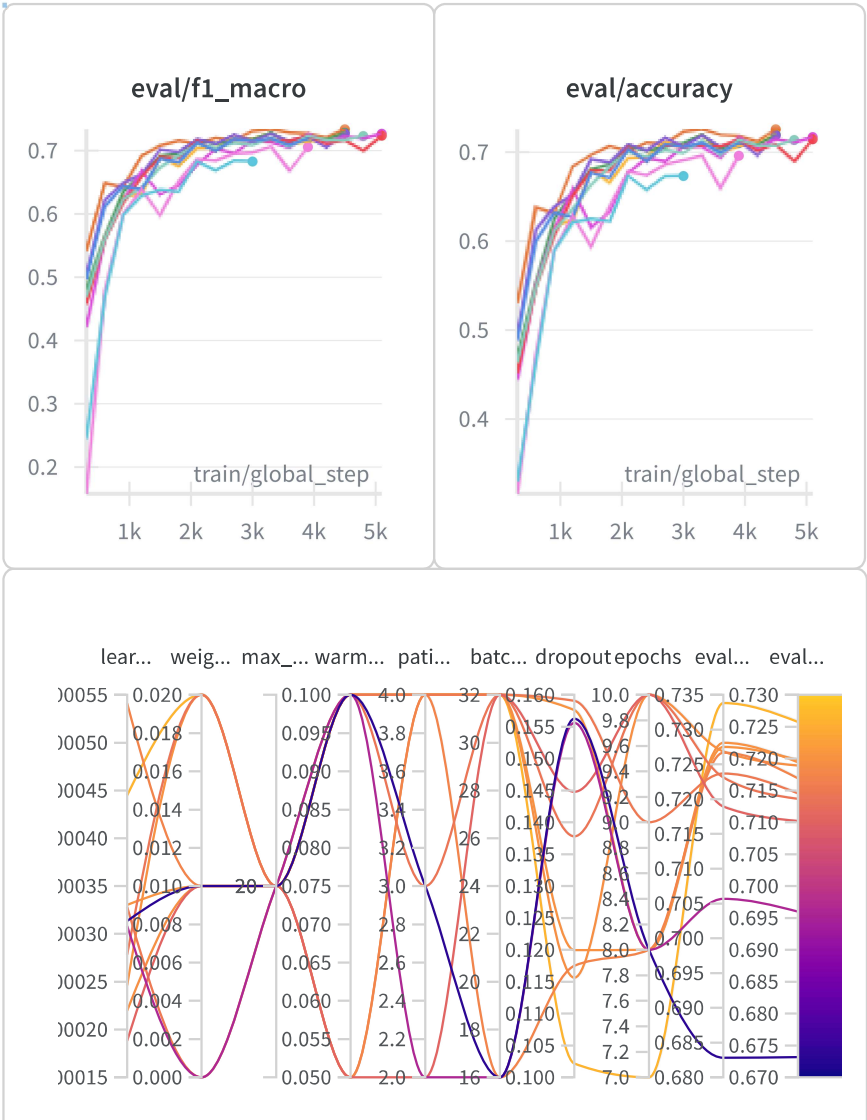 eval/f1_macro
0.7
0.6
0.5
0.4
0.3
0.2
train/global_step
1k 2k 3k 4k 5k
eval/accuracy
0.7
0.6
0.5
0.4
train/global_step
1k 2k 3k 4k 5k
lear... weig... max_... warm... pati... batc... dropout epochs eval... eval...
00055 0.020 0.100 4.0 32 0.160 10.0 0.735 0.730
0.018 0.095 3.8 0.155 9.8 0.730 0.725
00050 30 9.6
0.016 0.090 3.6 0.150 9.4 0.725 0.720
00045 28 0.145 9.2 0.720 0.715
0.014 0.085 3.4 0.140 9.0
00040 26 0.715 0.710
0.012 0.080 3.2 0.135 8.8 0.705
8.6 0.710
00035 0.010 20 0.075 3.0 24 0.130 8.4 0.700
0.125 0.705
0.008 0.070 2.8 8.2 0.695
00030 22 0.120 8.0 0.700 0.690
0.006 0.065 2.6 7.8 0.695
00025 20 0.115 0.685
0.004 0.060 2.4 0.110 7.6 0.690 0.680
00020 18 7.4
0.002 0.055 2.2 0.105 7.2 0.685 0.675
00015 0.000 0.050 2.0 16 0.100 7.0 0.680 0.670